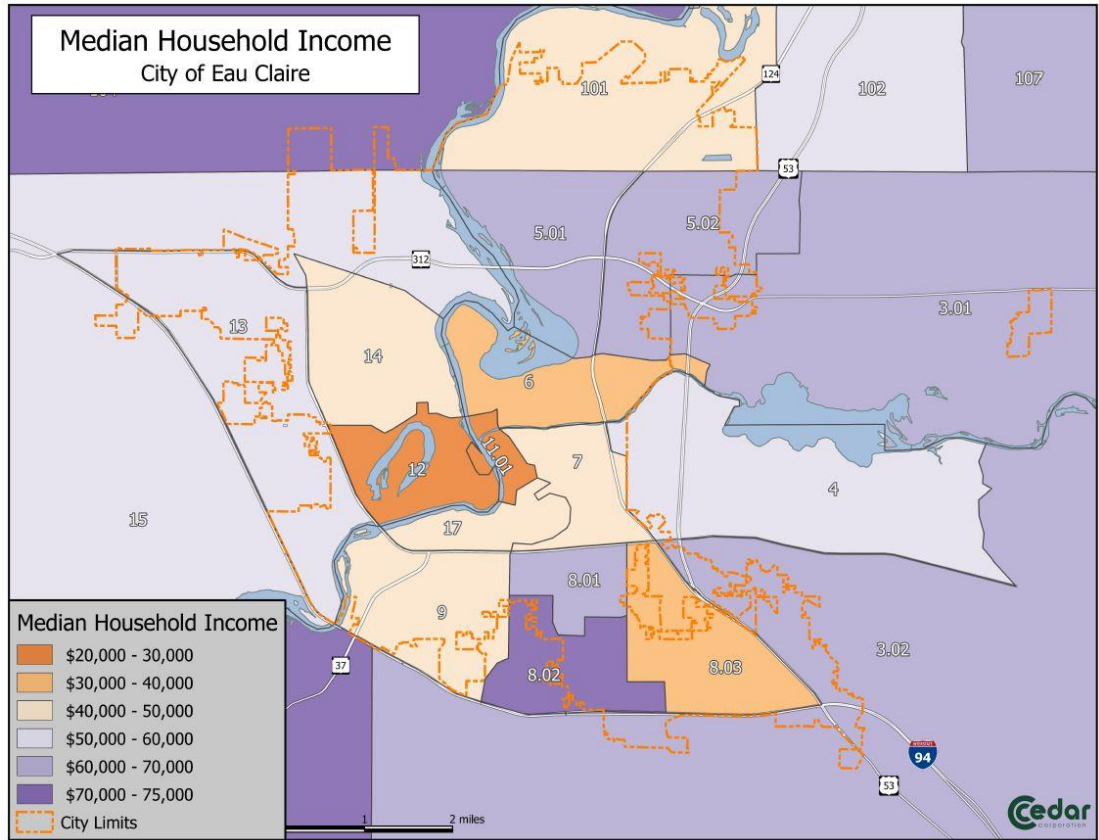 Median Household Income
City of Eau Claire
124
101
102
107
53
5.01
5.02
312
3.01
13
14
6
12
11.01
7
4
15
17
8.01
9
8.02
8.03
3.02
37
Median Household Income
$20,000 - 30,000
$30,000 - 40,000
$40,000 - 50,000
$50,000 - 60,000
$60,000 - 70,000
$70,000 - 75,000
City Limits
1
2 miles
INTERSTATE
94
53
Cedar
corporation